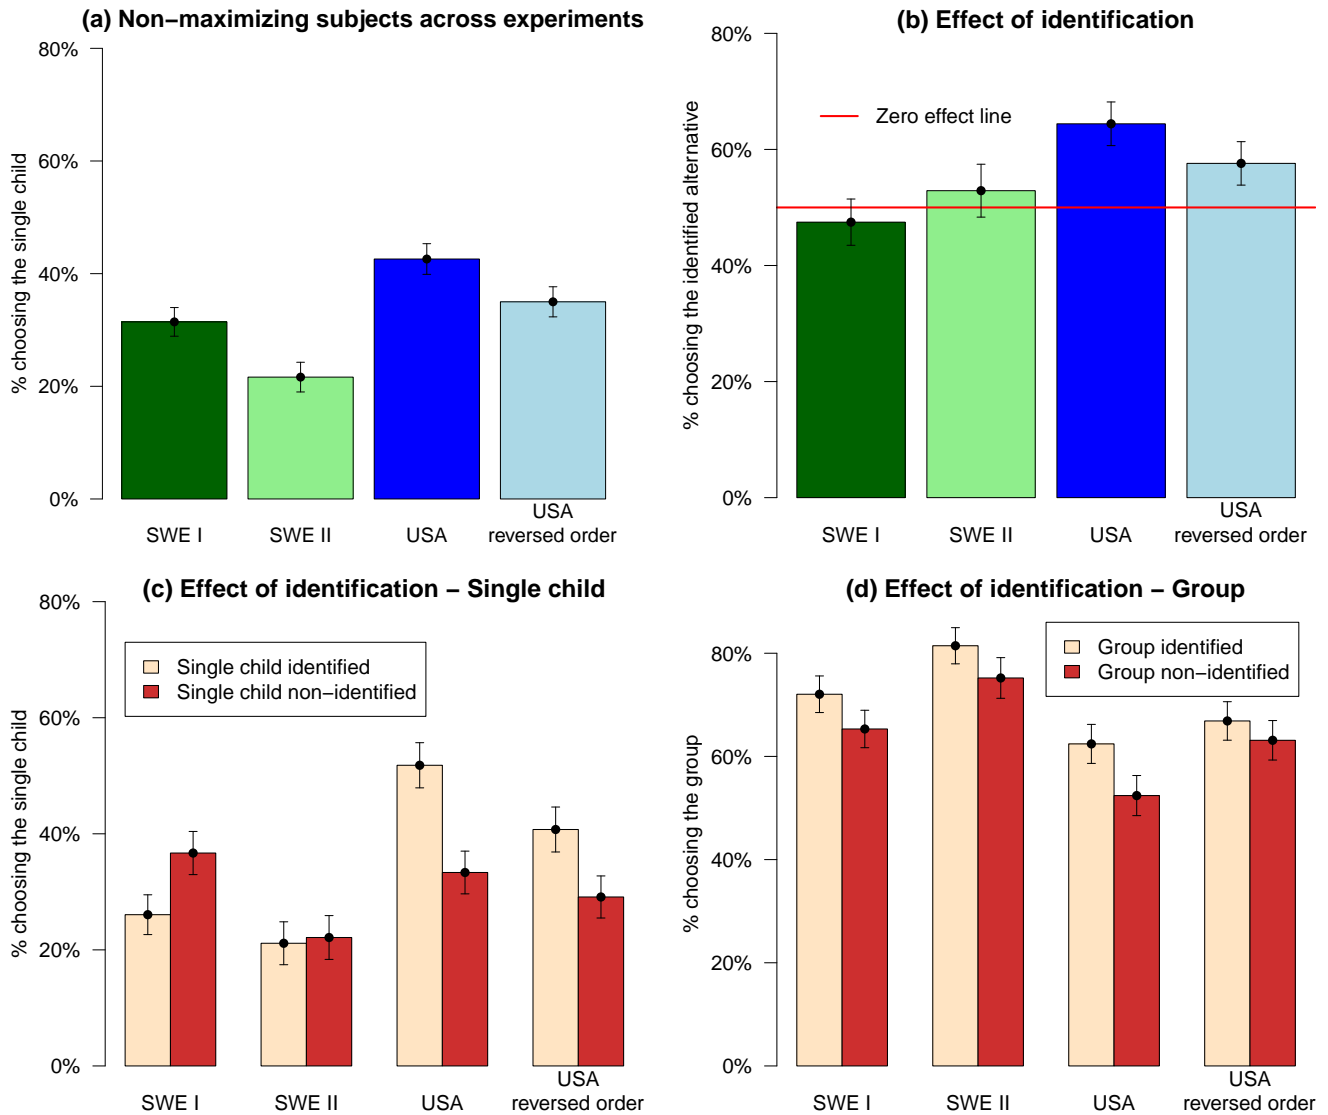 (a) Non−maximizing subjects across experiments
% choosing the single child
80%
60%
40%
20%
0%
SWE I
SWE II
USA
USA
reversed order
(b) Effect of identification
% choosing the identified alternative
80%
60%
40%
20%
0%
Zero effect line
SWE I
SWE II
USA
USA
reversed order
(c) Effect of identification − Single child
% choosing the single child
80%
60%
40%
20%
0%
Single child identified
Single child non−identified
SWE I
SWE II
USA
USA
reversed order
(d) Effect of identification − Group
% choosing the group
80%
60%
40%
20%
0%
Group identified
Group non−identified
SWE I
SWE II
USA
USA
reversed order